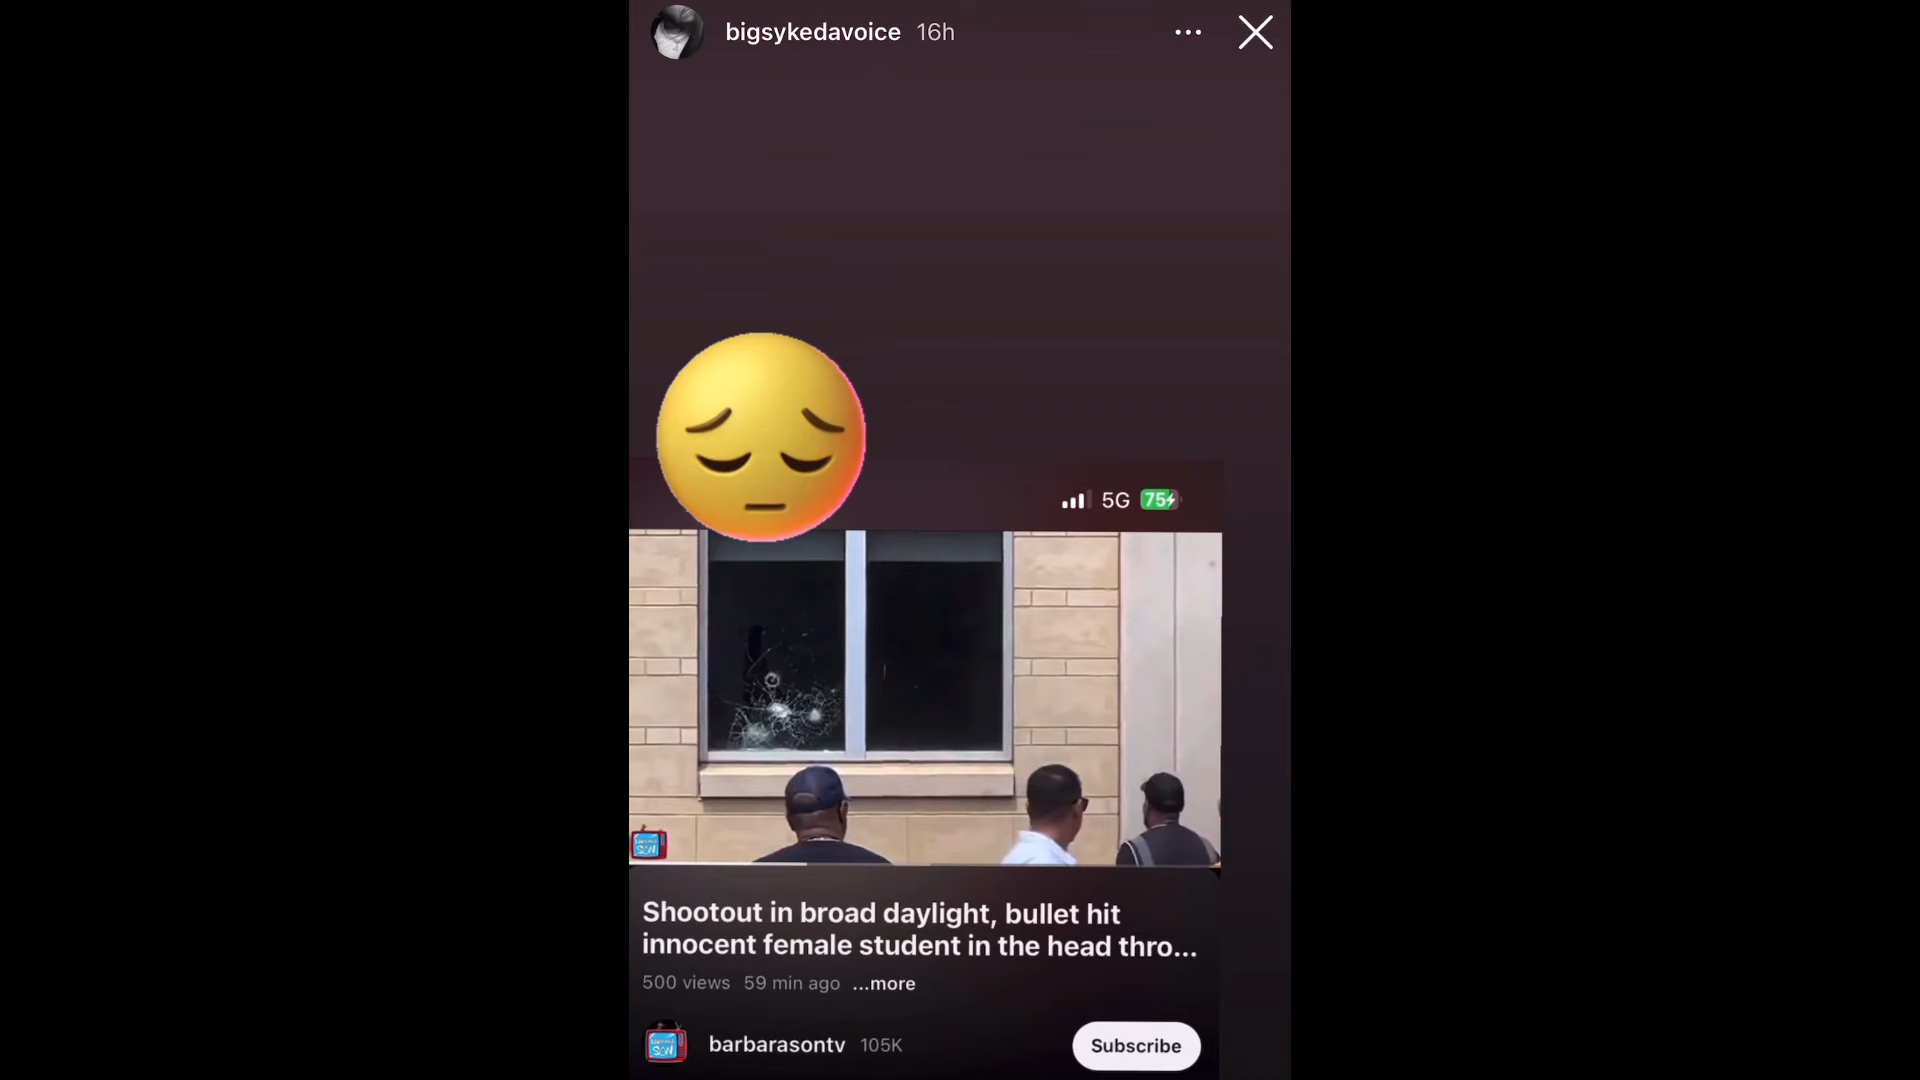 bigsykedavoice 16h
5G 75
Shootout in broad daylight, bullet hit
innocent female student in the head thro...
500 views 59 min ago ...more
barbarasontv 105K
Subscribe